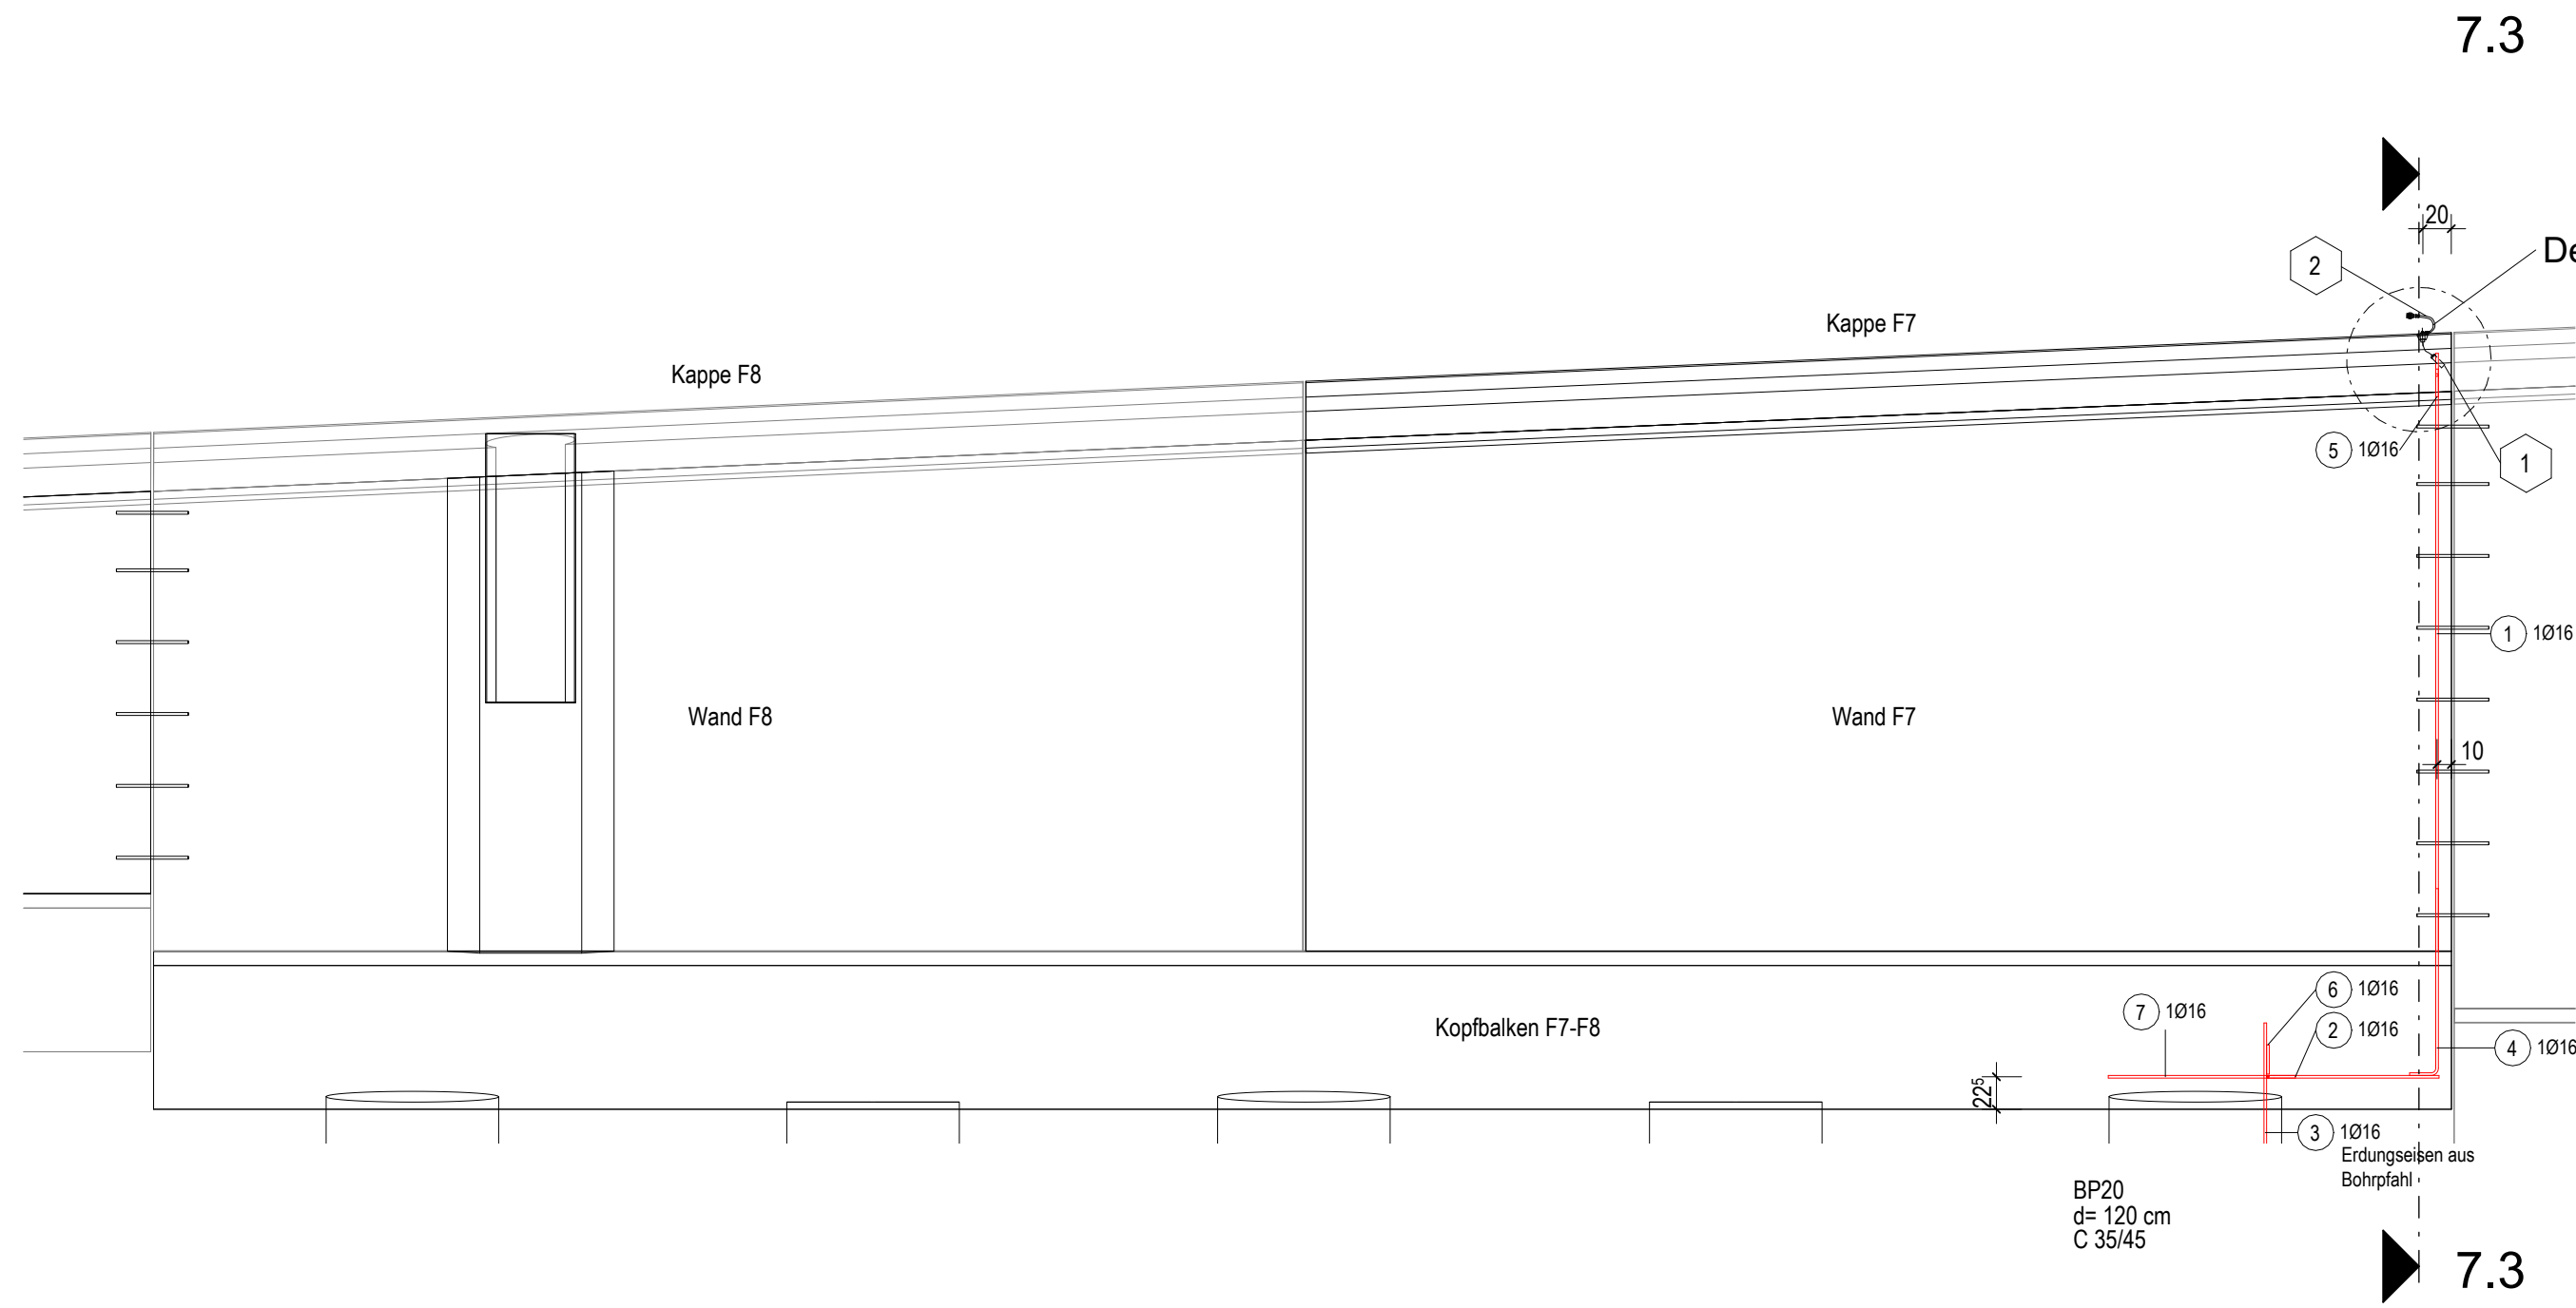 7.3
20
2
De
Kappe F7
Kappe F8
5 1Ø16
1
1 1Ø16
Wand F8
Wand F7
10
6 1Ø16
7 1Ø16
2 1Ø16
Kopfbalken F7-F8
4 1Ø16
22⁵
3 1Ø16
Erdungseisen aus
Bohrpfahl
BP20
d= 120 cm
C 35/45
7.3